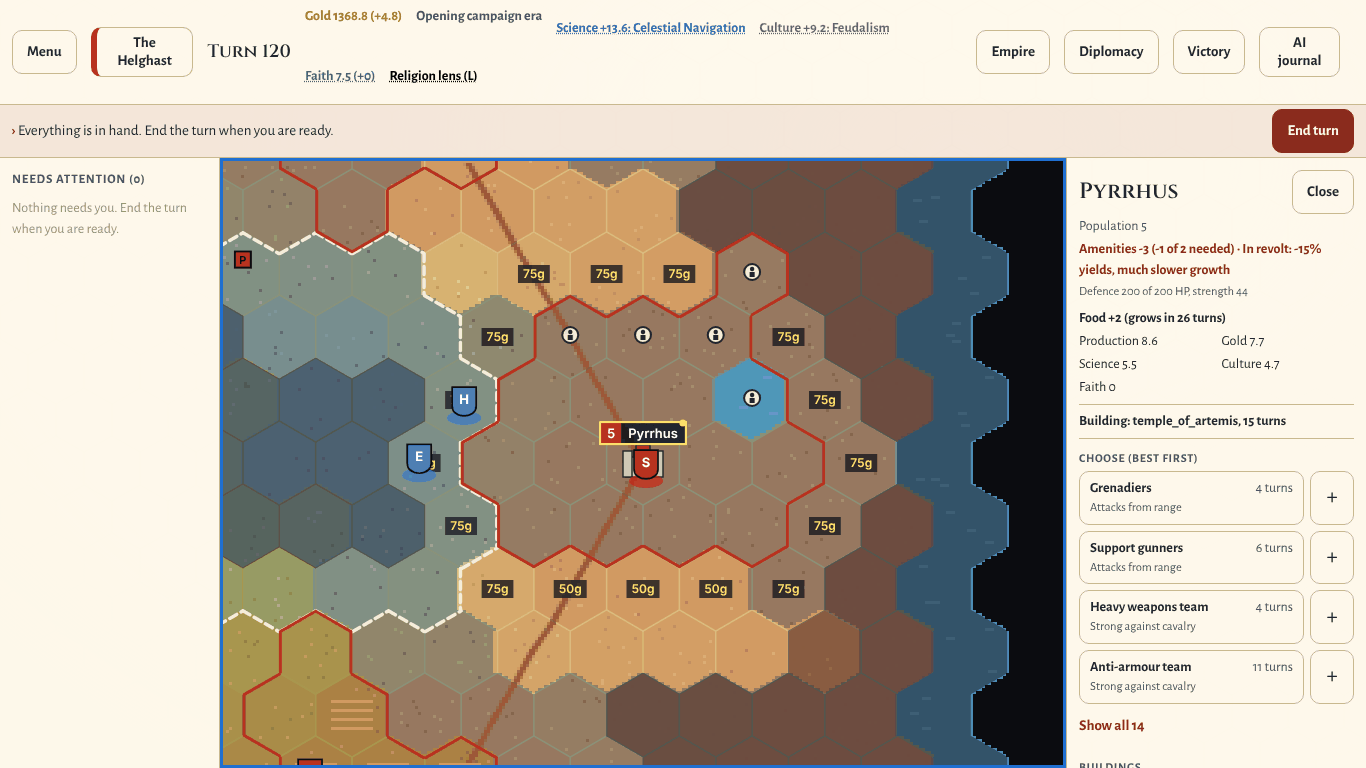 Menu
The
Helghast
TURN 120
Gold 1368.8 (+4.8)
Opening campaign era
Science +13.6: Celestial Navigation
Culture +9.2: Feudalism
Faith 7.5 (+0)
Religion lens (L)
Empire
Diplomacy
Victory
AI
journal
› Everything is in hand. End the turn when you are ready.
End turn
NEEDS ATTENTION (0)
Nothing needs you. End the turn
when you are ready.
P
75g
75g
75g
75g
75g
H
75g
5 Pyrrhus
E
S
75g
75g
75g
75g
50g
50g
50g
75g
PYRRHUS
Close
Population 5
Amenities -3 (-1 of 2 needed) · In revolt: -15%
yields, much slower growth
Defence 200 of 200 HP, strength 44
Food +2 (grows in 26 turns)
Production 8.6
Gold 7.7
Science 5.5
Culture 4.7
Faith 0
Building: temple_of_artemis, 15 turns
CHOOSE (BEST FIRST)
Grenadiers
4 turns
Attacks from range
+
Support gunners
6 turns
Attacks from range
+
Heavy weapons team
4 turns
Strong against cavalry
+
Anti-armour team
11 turns
Strong against cavalry
+
Show all 14
BUILDINGS